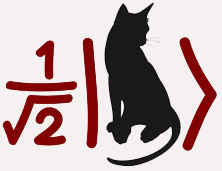 1
√2 | ⟩